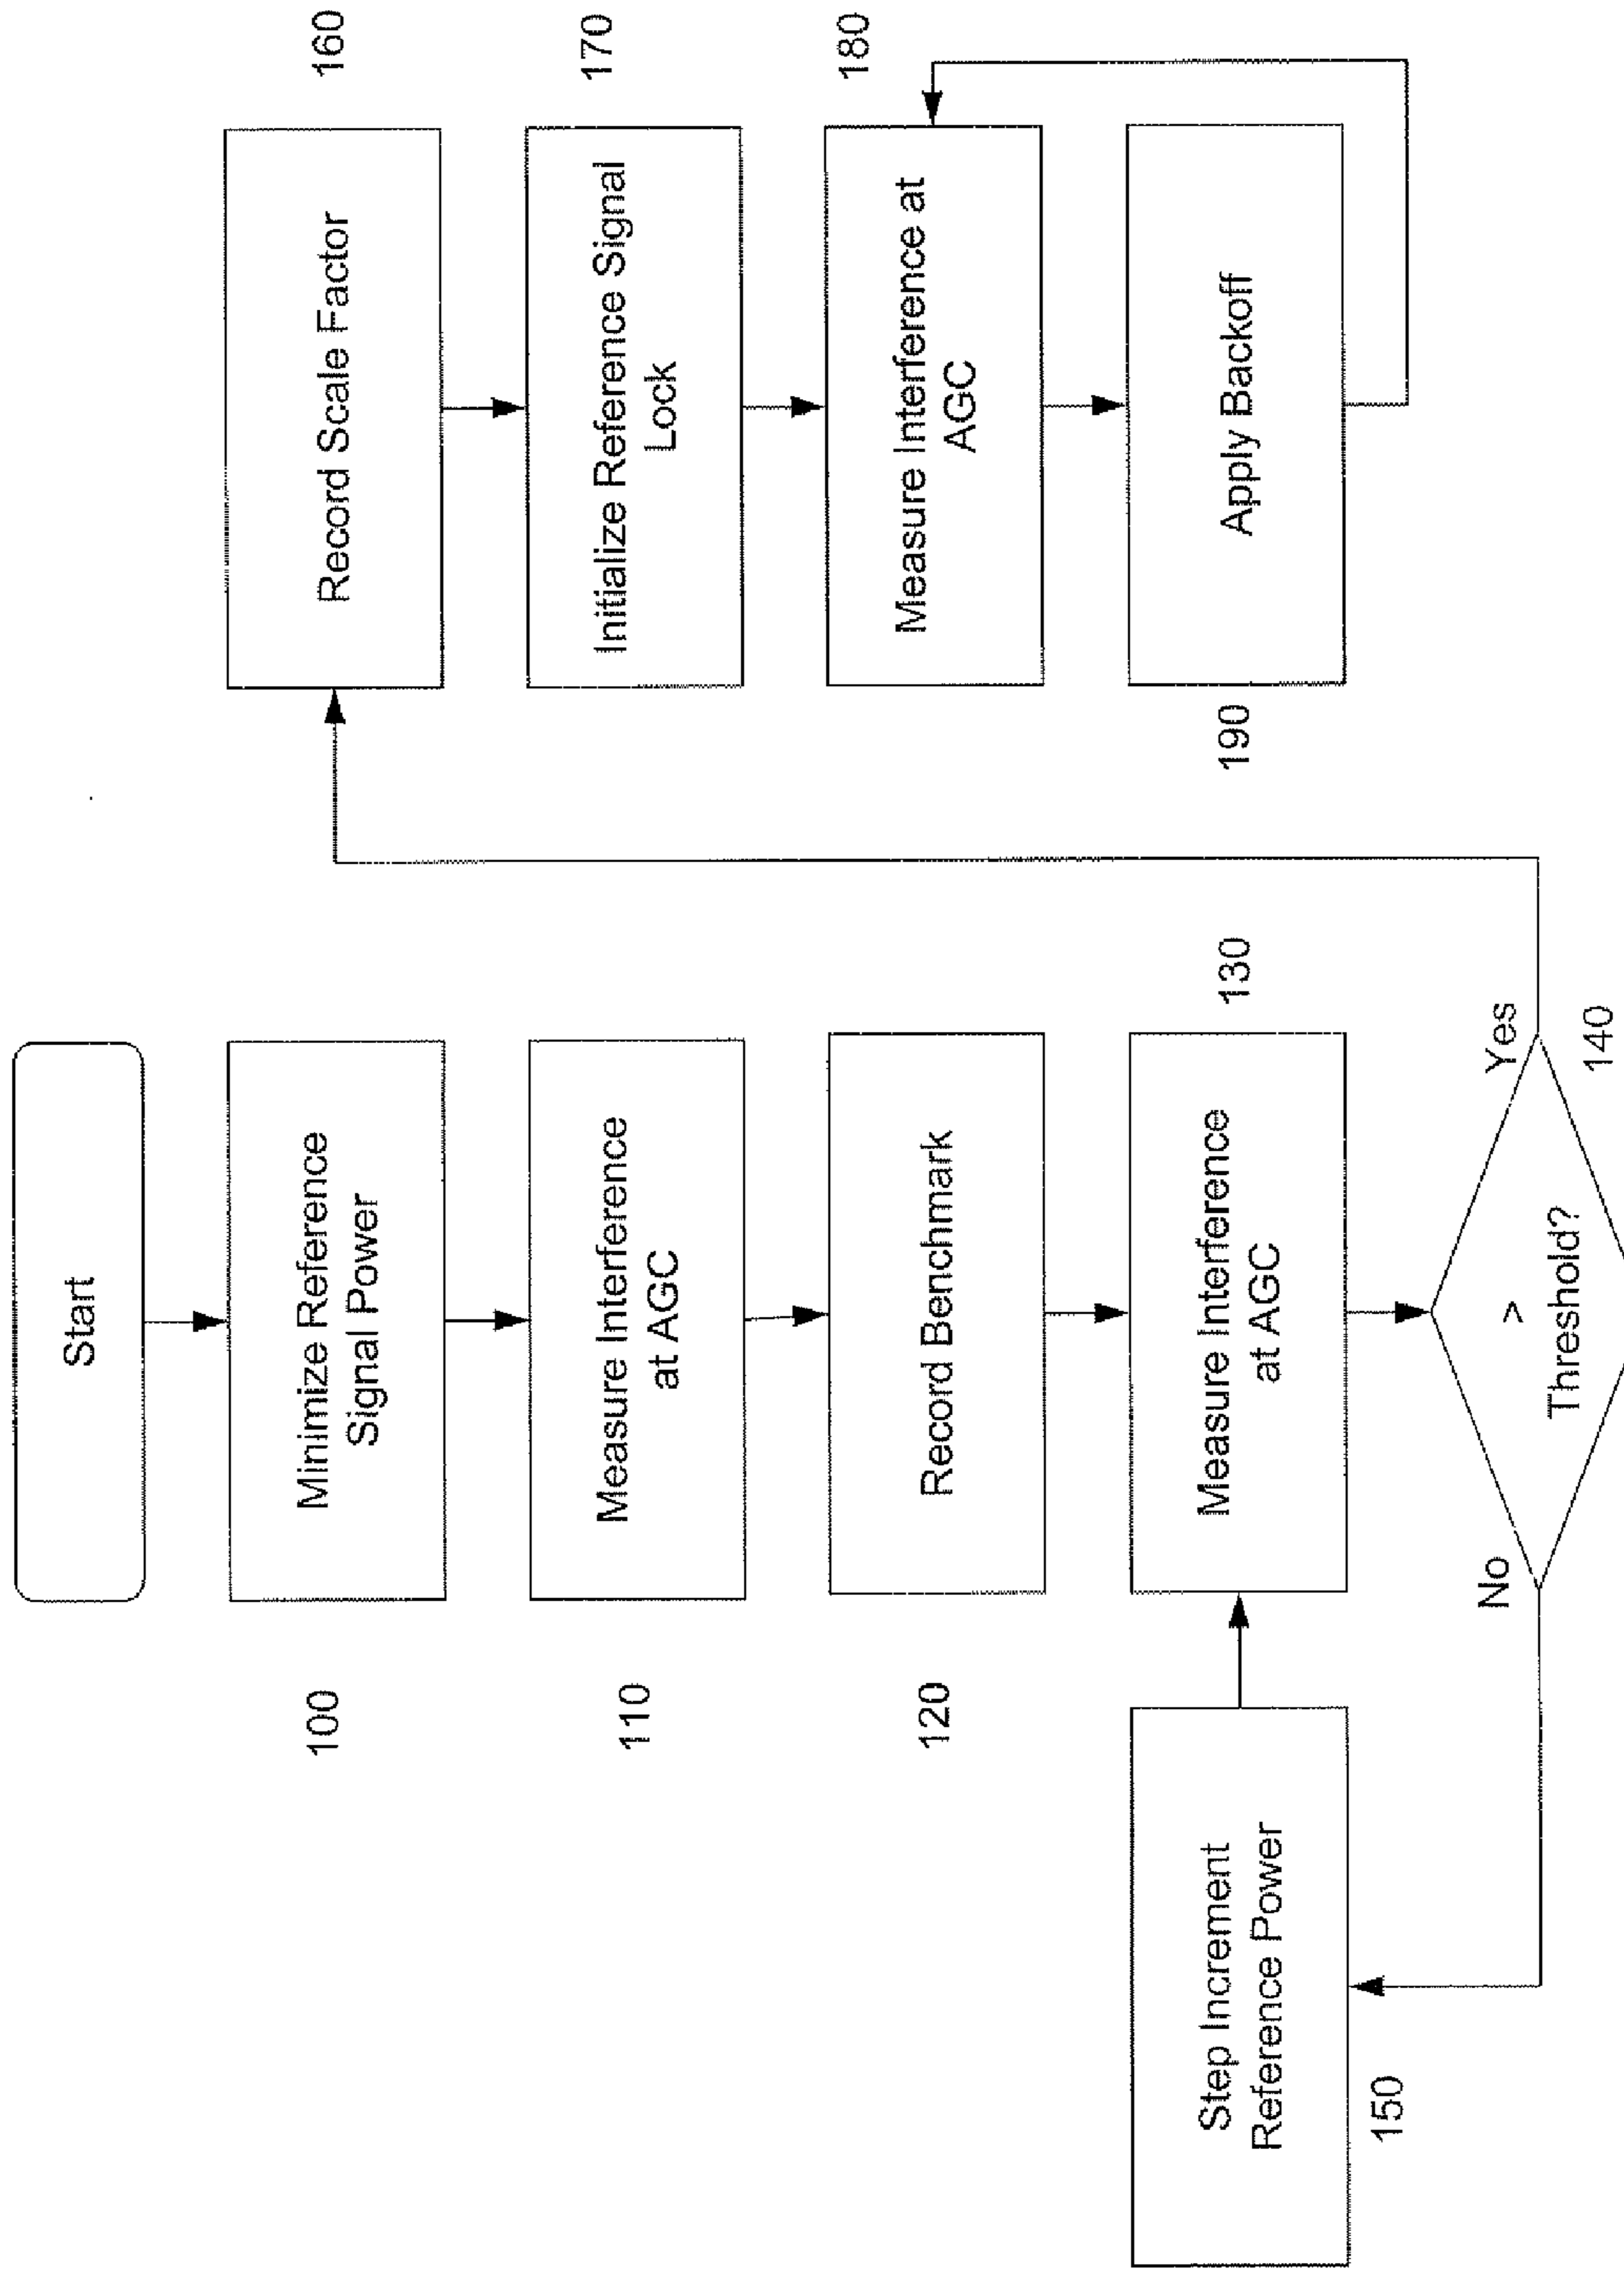 Start
Minimize Reference
Signal Power
100
Measure Interference
at AGC
110
Record Benchmark
120
Measure Interference
at AGC
130
>
Threshold?
Yes
No
140
Step Increment
Reference Power
150
Record Scale Factor
160
Initialize Reference Signal
Lock
170
Measure Interference at
AGC
180
Apply Backoff
190